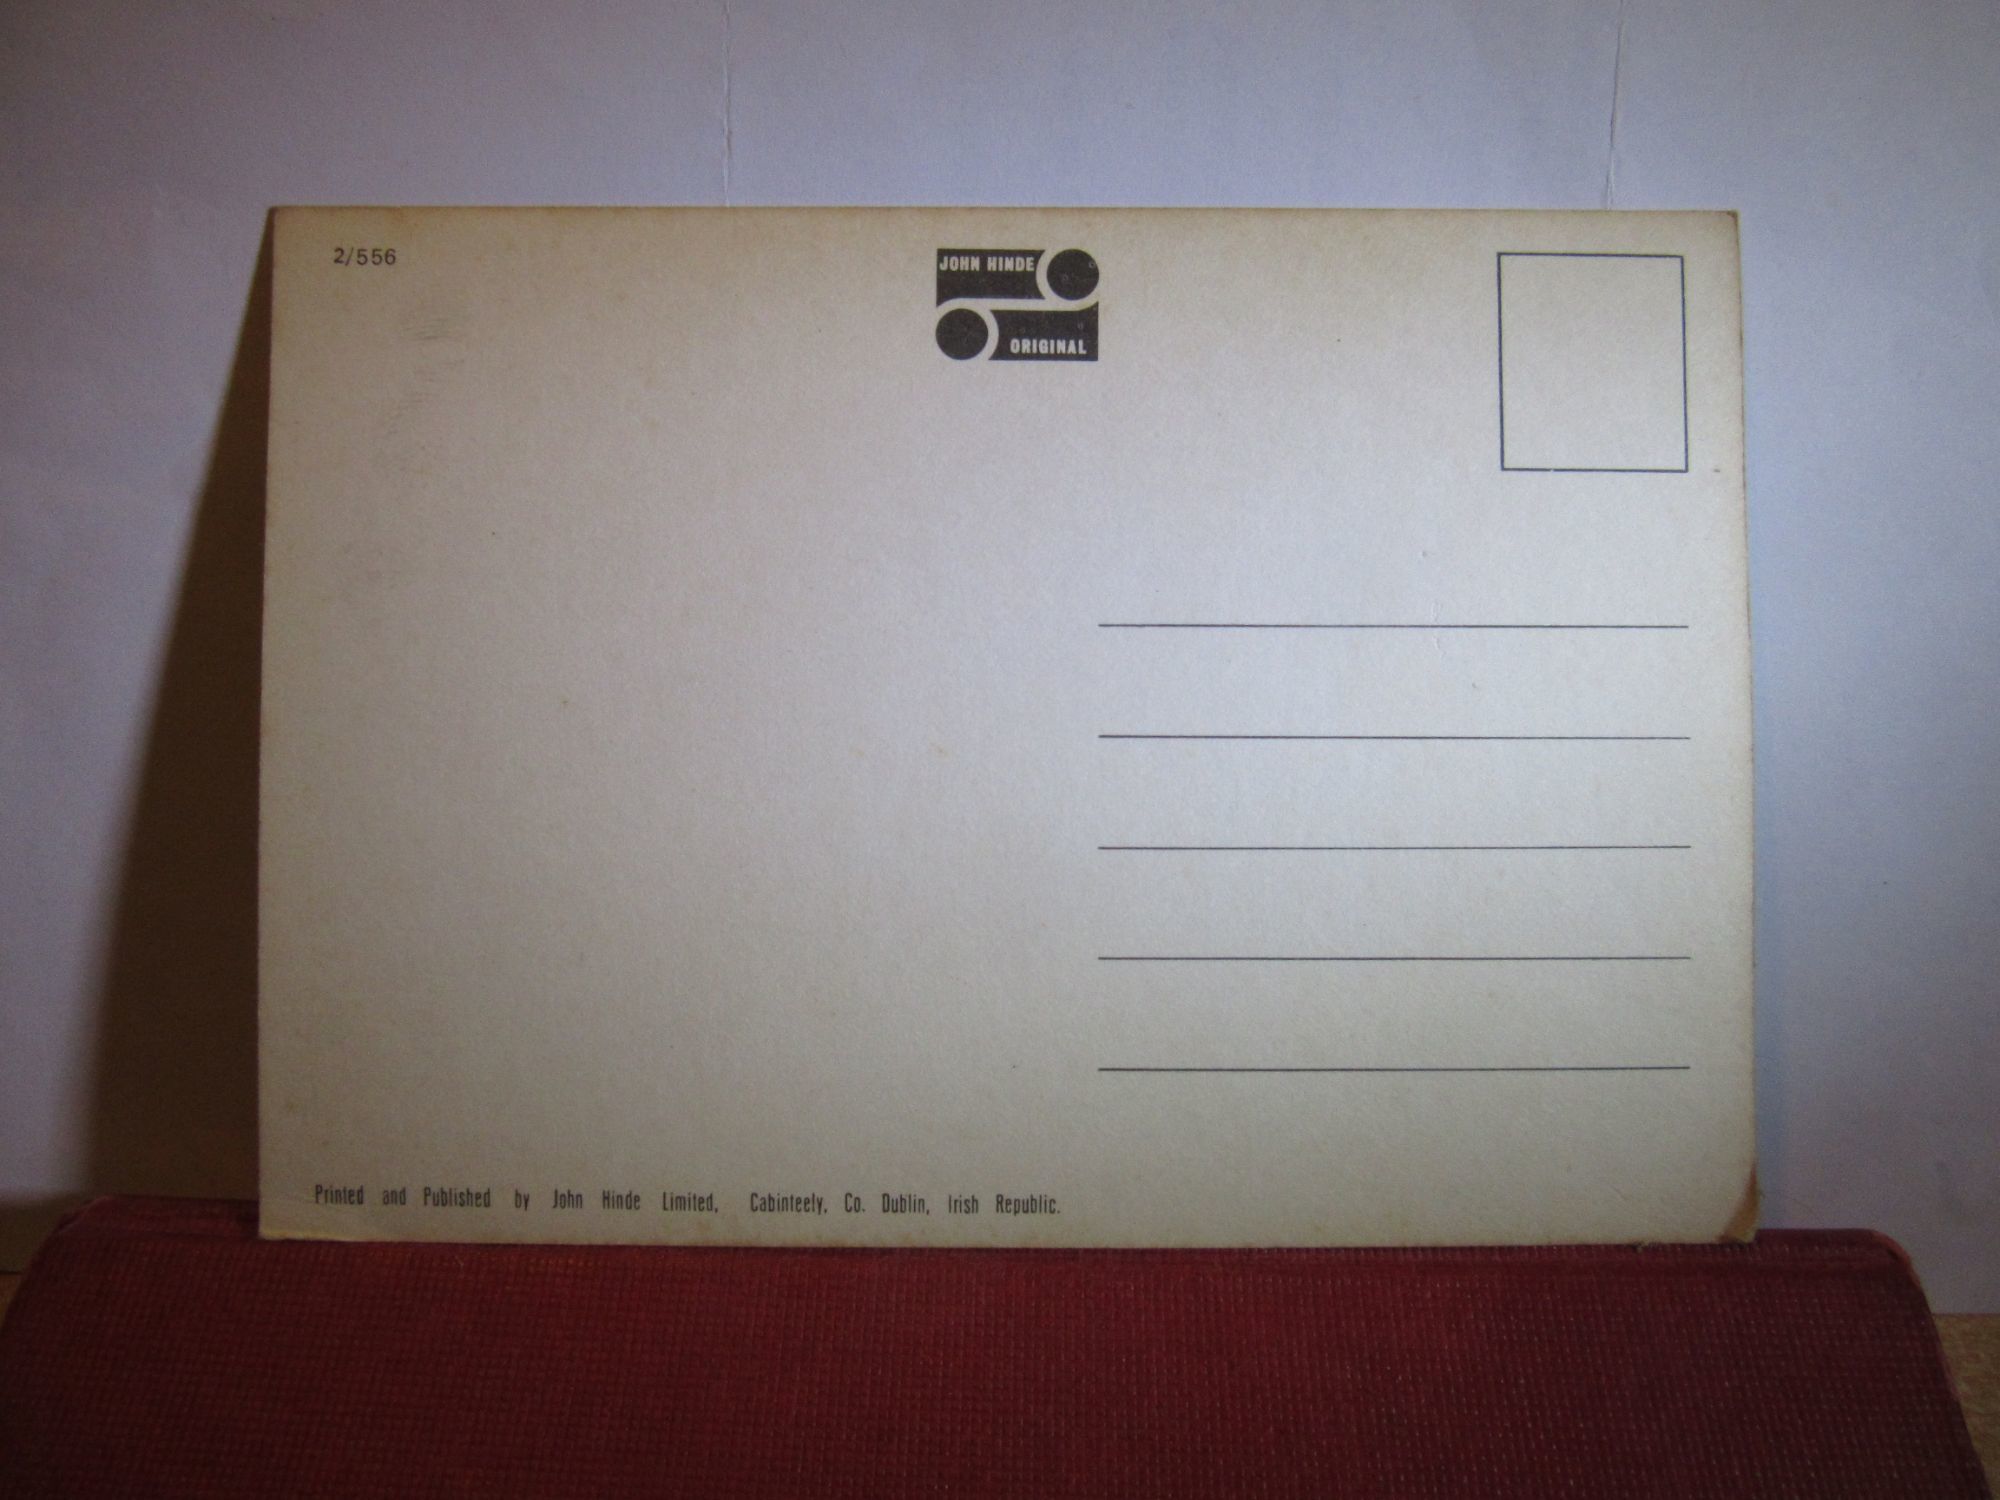 2/556
JOHN HINDE
ORIGINAL
Printed and Published by John Hinde Limited, Cabinteely, Co. Dublin, Irish Republic.